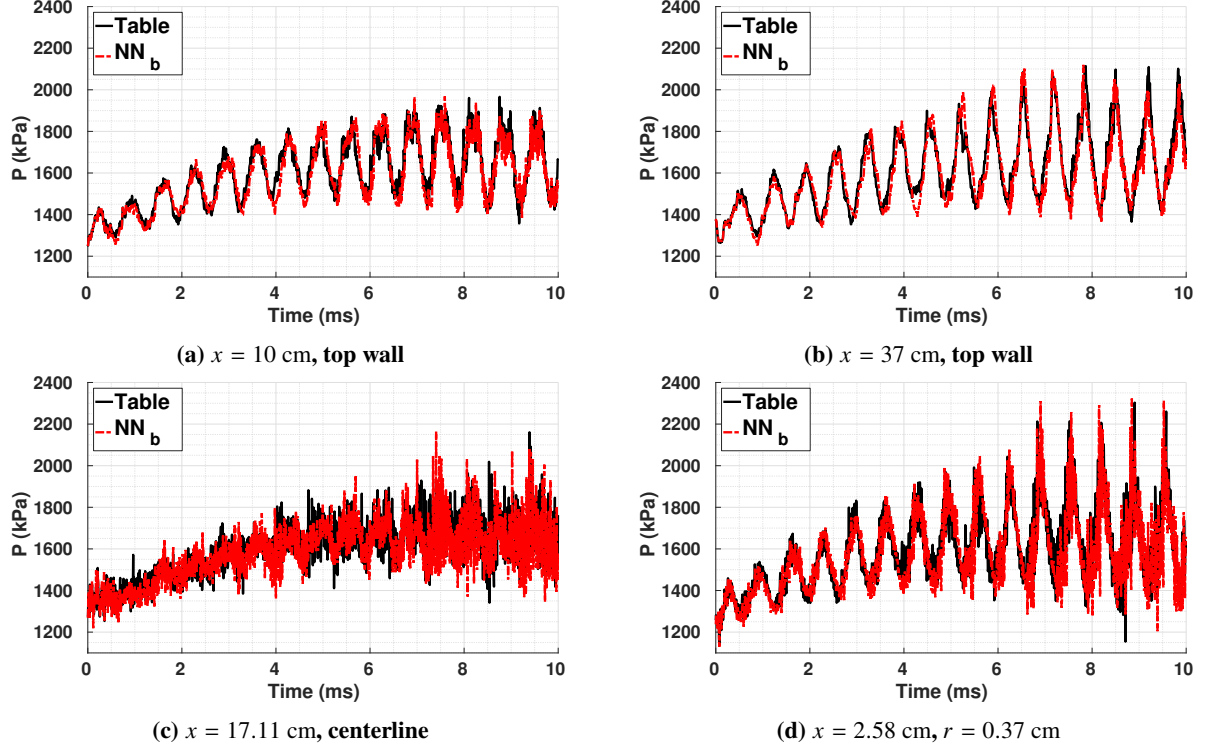 2400
2200
2000
1800
1600
1400
1200
P (kPa)
Table
NN b
0 2 4 6 8 10
Time (ms)
(a) x = 10 cm, top wall
2400
2200
2000
1800
1600
1400
1200
P (kPa)
Table
NN b
0 2 4 6 8 10
Time (ms)
(b) x = 37 cm, top wall
2400
2200
2000
1800
1600
1400
1200
P (kPa)
Table
NN b
0 2 4 6 8 10
Time (ms)
(c) x = 17.11 cm, centerline
2400
2200
2000
1800
1600
1400
1200
P (kPa)
Table
NN b
0 2 4 6 8 10
Time (ms)
(d) x = 2.58 cm, r = 0.37 cm